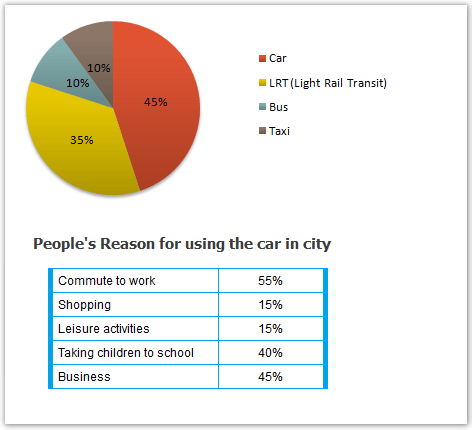 10%
10%
45%
35%
Car
LRT (Light Rail Transit)
Bus
Taxi
People's Reason for using the car in city
Commute to work 55%
Shopping 15%
Leisure activities 15%
Taking children to school 40%
Business 45%